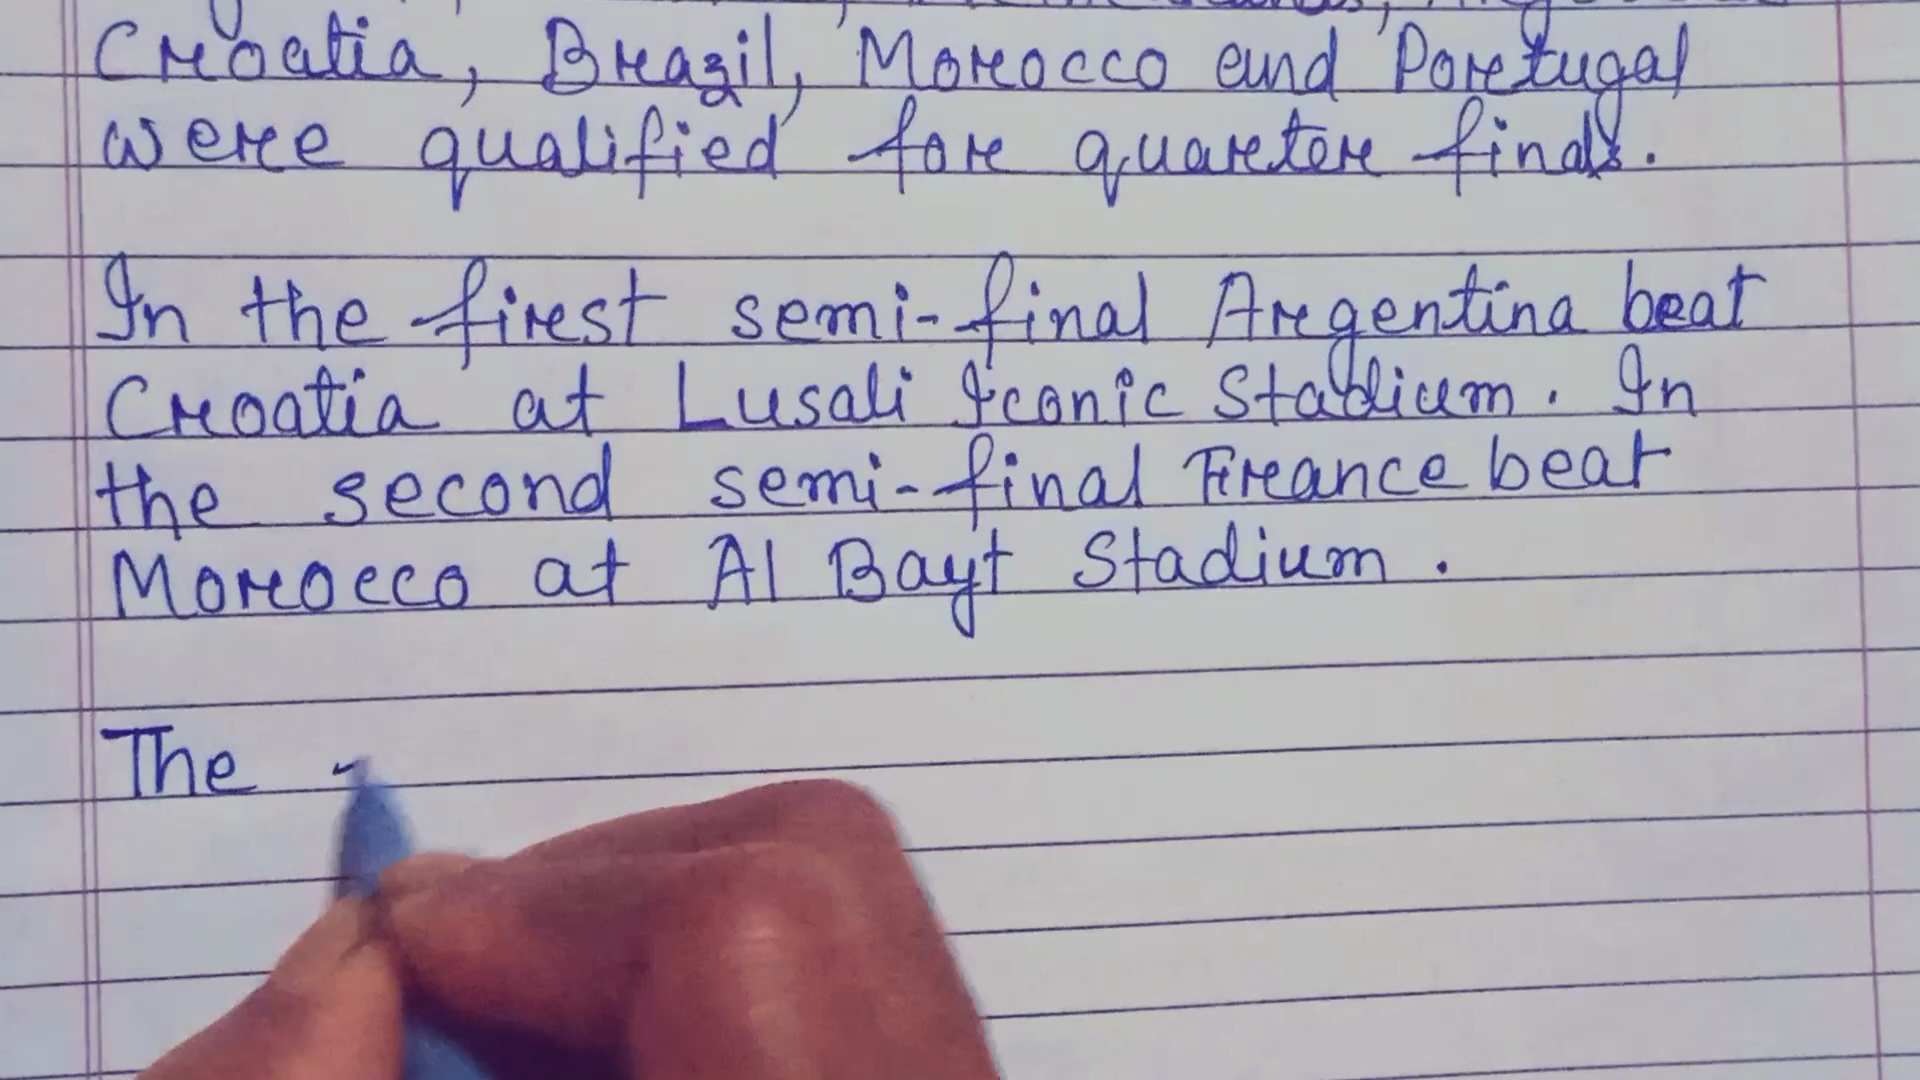 Croatia, Brazil, Morocco and Portugal
were qualified for quarter finals.
In the first semi-final Argentina beat
Croatia at Lusali Iconic Stadium. In
the second semi-final France beat
Morocco at Al Bayt Stadium.
The